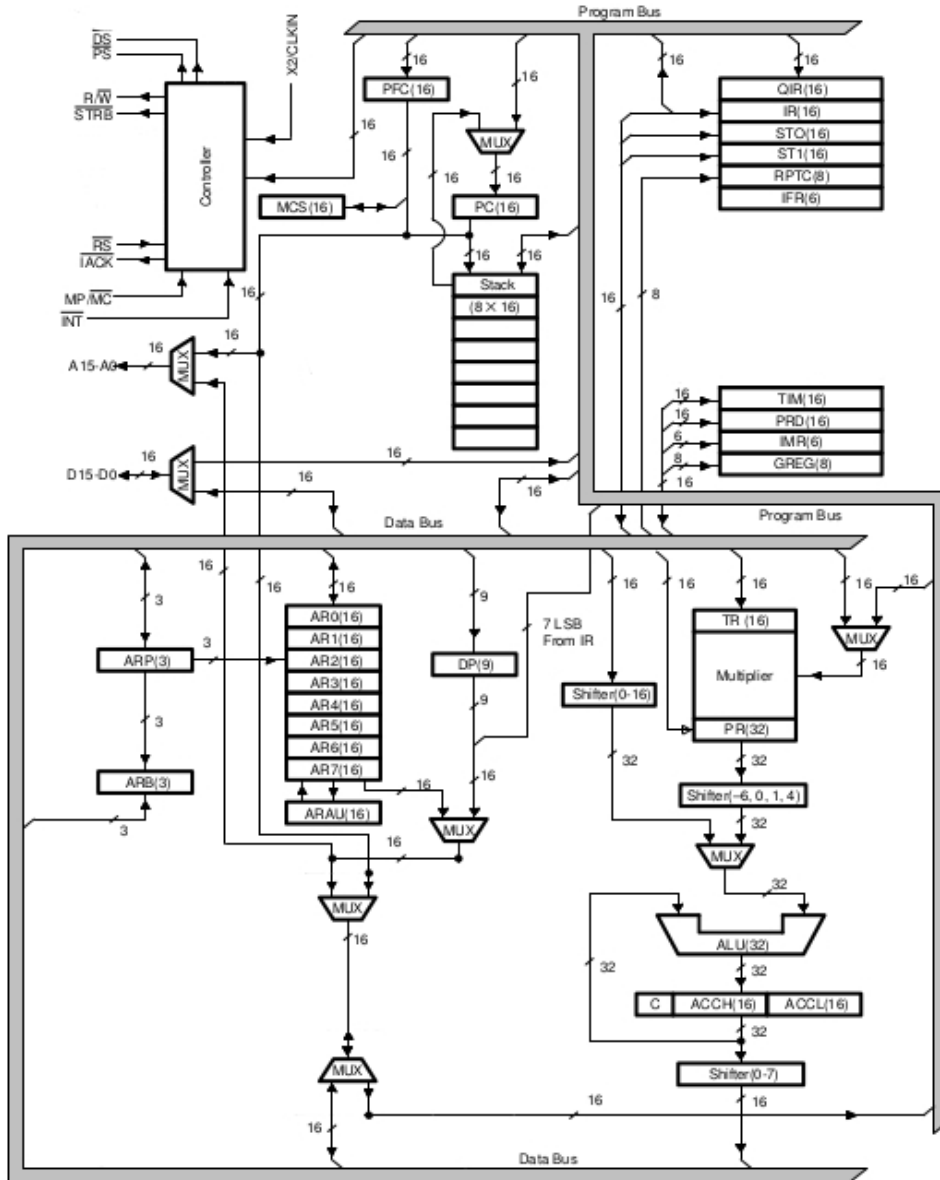 Program Bus
DS
PS
R/W
STRB
X2/CLKIN
Controller
RS
IACK
MP/MC
INT
16
16
16
16
16
PFC(16)
16
MUX
16
16
16
MCS(16)
PC(16)
16
16
Stack
(8 X 16)
QIR(16)
IR(16)
STO(16)
ST1(16)
RPTC(8)
IFR(6)
16
8
16
16
16
A15-A0
MUX
16
D15-D0
MUX
16
16
16
16
16
6
8
16
TIM(16)
PRD(16)
IMR(6)
GREG(8)
Data Bus
Program Bus
16
3
16
16
9
16
16
16
16
16
7 LSB
From IR
ARP(3)
3
AR0(16)
AR1(16)
AR2(16)
AR3(16)
AR4(16)
AR5(16)
AR6(16)
AR7(16)
DP(9)
9
TR (16)
Multiplier
PR(32)
MUX
16
Shifter(0-16)
3
32
ARB(3)
3
ARAU(16)
16
16
MUX
16
32
Shifter(–6, 0, 1, 4)
32
MUX
32
MUX
16
ALU(32)
32
32
C
ACCH(16)
ACCL(16)
32
MUX
Shifter(0-7)
16
16
16
Data Bus